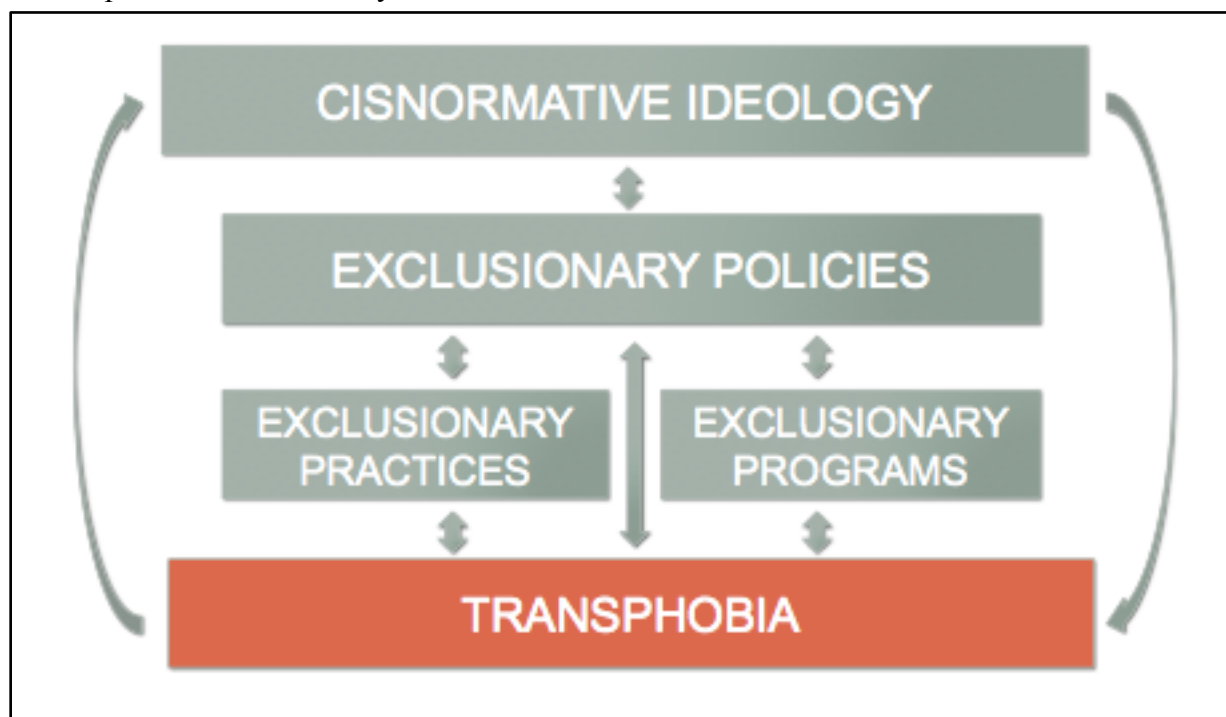 CISNORMATIVE IDEOLOGY
EXCLUSIONARY POLICIES
EXCLUSIONARY
PRACTICES
EXCLUSIONARY
PROGRAMS
TRANSPHOBIA